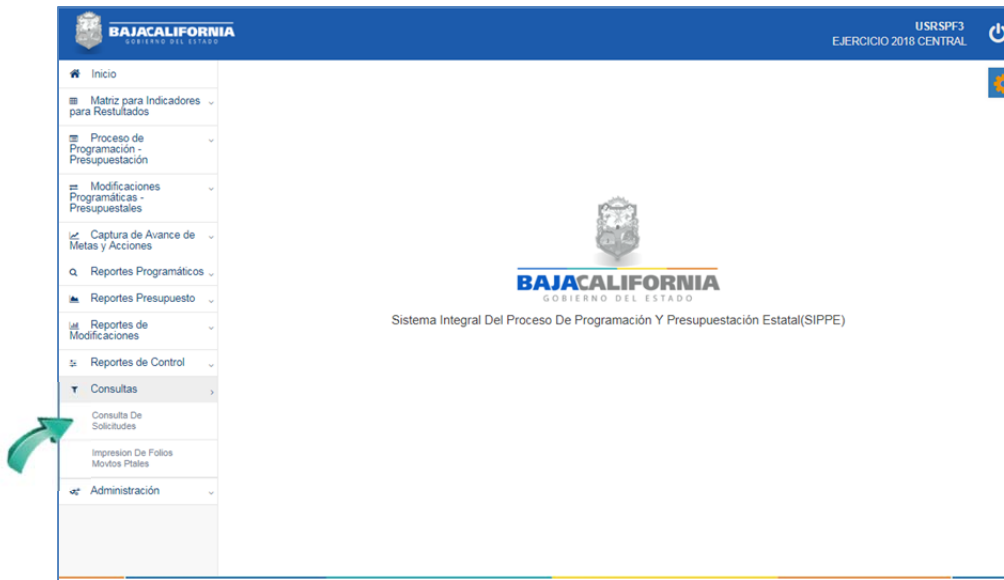 BAJACALIFORNIA
GOBIERNO DEL ESTADO
USRSPF3
EJERCICIO 2018 CENTRAL
Inicio
Matriz para Indicadores
para Restultados
Proceso de
Programación -
Presupuestación
Modificaciones
Programáticas -
Presupuestales
Captura de Avance de
Metas y Acciones
Reportes Programáticos
Reportes Presupuesto
Reportes de
Modificaciones
Reportes de Control
Consultas
Consulta De
Solicitudes
Impresion De Folios
Movtos Ptales
Administración
BAJACALIFORNIA
GOBIERNO DEL ESTADO
Sistema Integral Del Proceso De Programación Y Presupuestación Estatal(SIPPE)